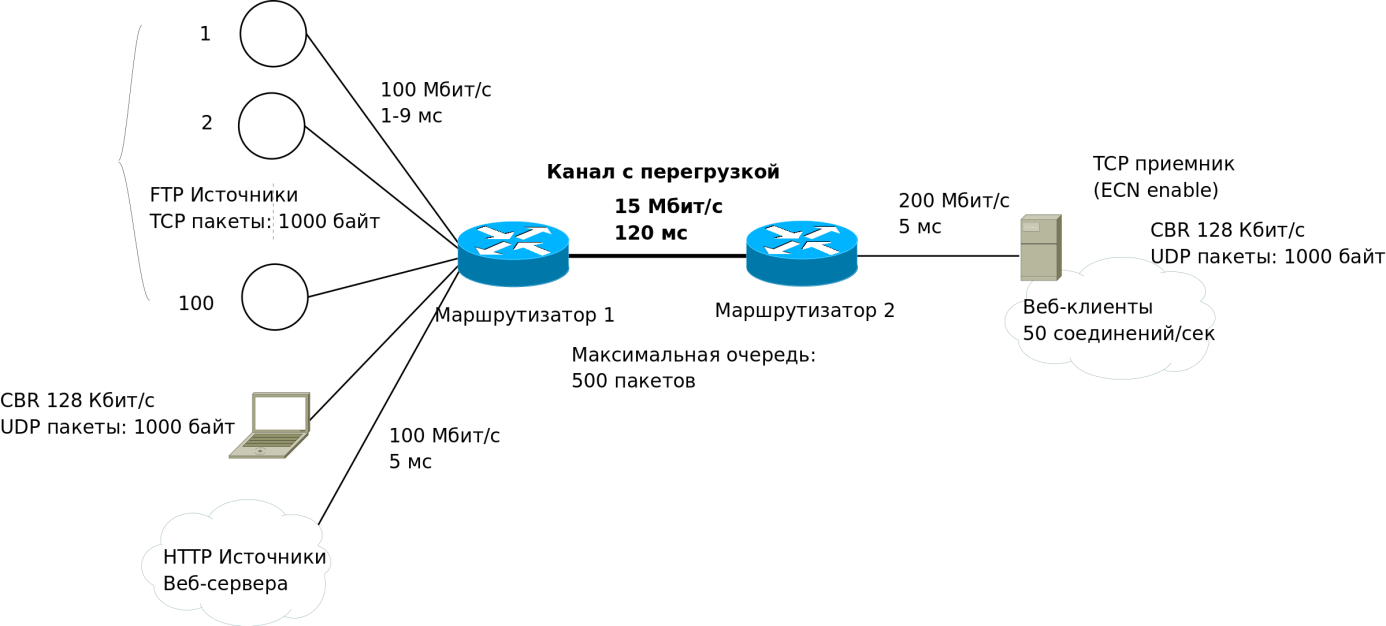 1
100 Мбит/с
1-9 мс
2
FTP Источники
TCP пакеты: 1000 байт
100
Канал с перегрузкой
15 Мбит/с
120 мс
200 Мбит/с
5 мс
TCP приемник
(ECN enable)
CBR 128 Кбит/с
UDP пакеты: 1000 байт
Маршрутизатор 1
Маршрутизатор 2
Максимальная очередь:
500 пакетов
Веб-клиенты
50 соединений/сек
CBR 128 Кбит/с
UDP пакеты: 1000 байт
100 Мбит/с
5 мс
HTTP Источники
Веб-сервера